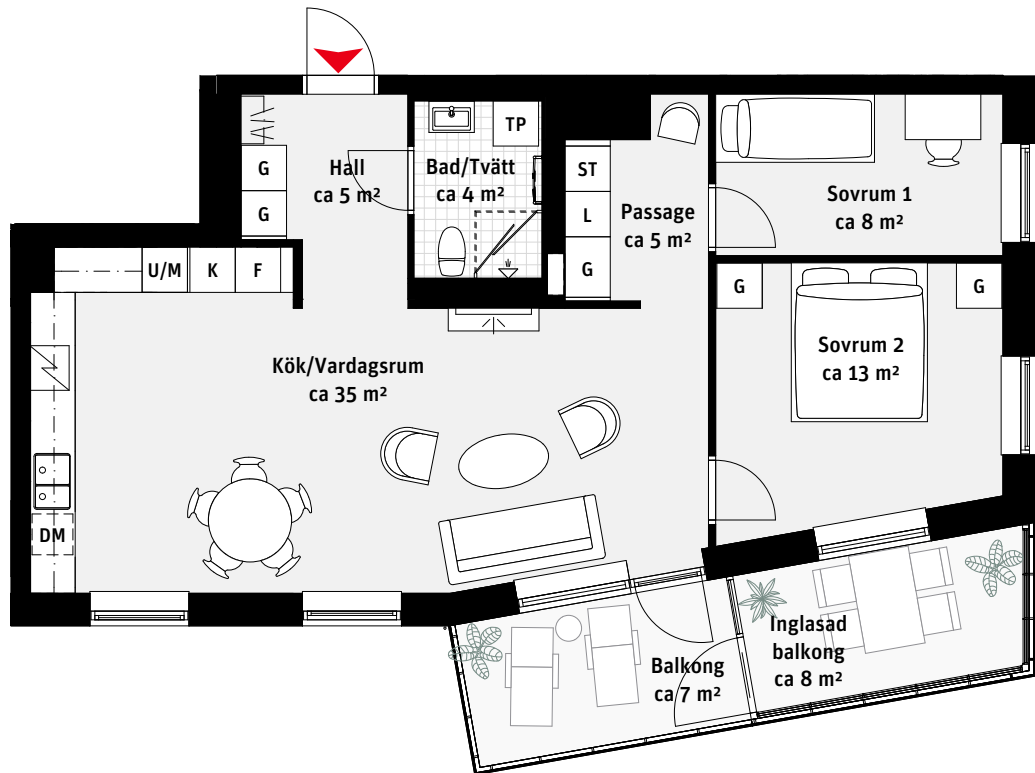 TP
G
Hall
ca 5 m²
Bad/Tvätt
ca 4 m²
G
ST
L
G
Passage
ca 5 m²
Sovrum 1
ca 8 m²
U/M
K
F
G
G
Sovrum 2
ca 13 m²
Kök/Vardagsrum
ca 35 m²
DM
Balkong
ca 7 m²
Inglasad
balkong
ca 8 m²